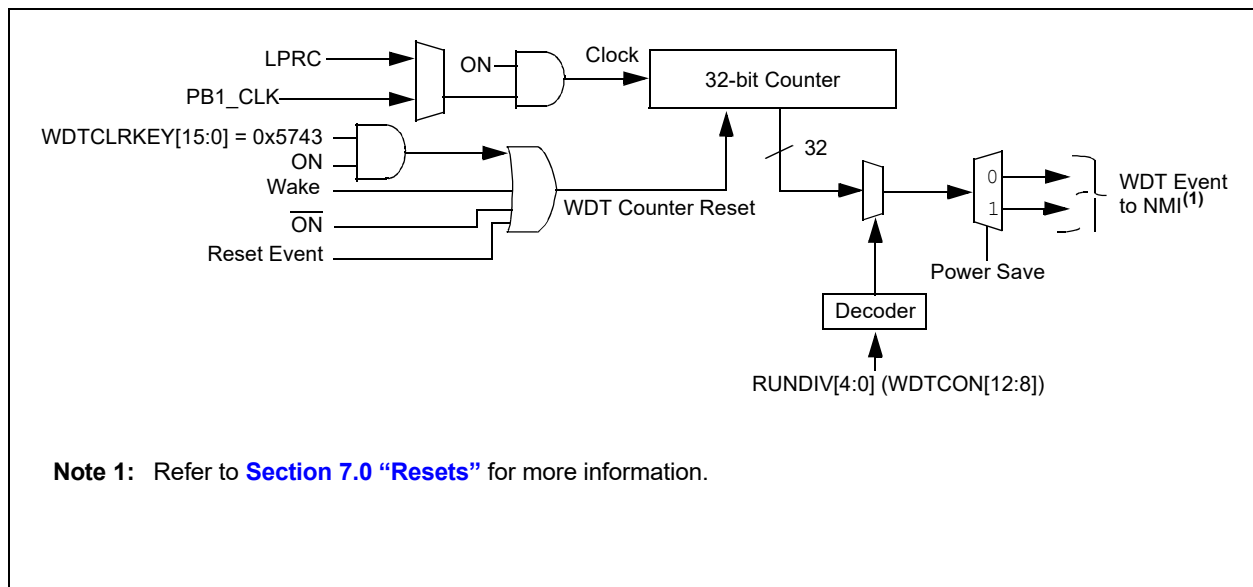 LPRC
PB1_CLK
ON
Clock
32-bit Counter
WDTCLRKEY[15:0] = 0x5743
ON
Wake
ON
Reset Event
WDT Counter Reset
32
0
1
WDT Event
to NMI(1)
Power Save
Decoder
RUNDIV[4:0] (WDTCON[12:8])
Note 1: Refer to Section 7.0 “Resets” for more information.